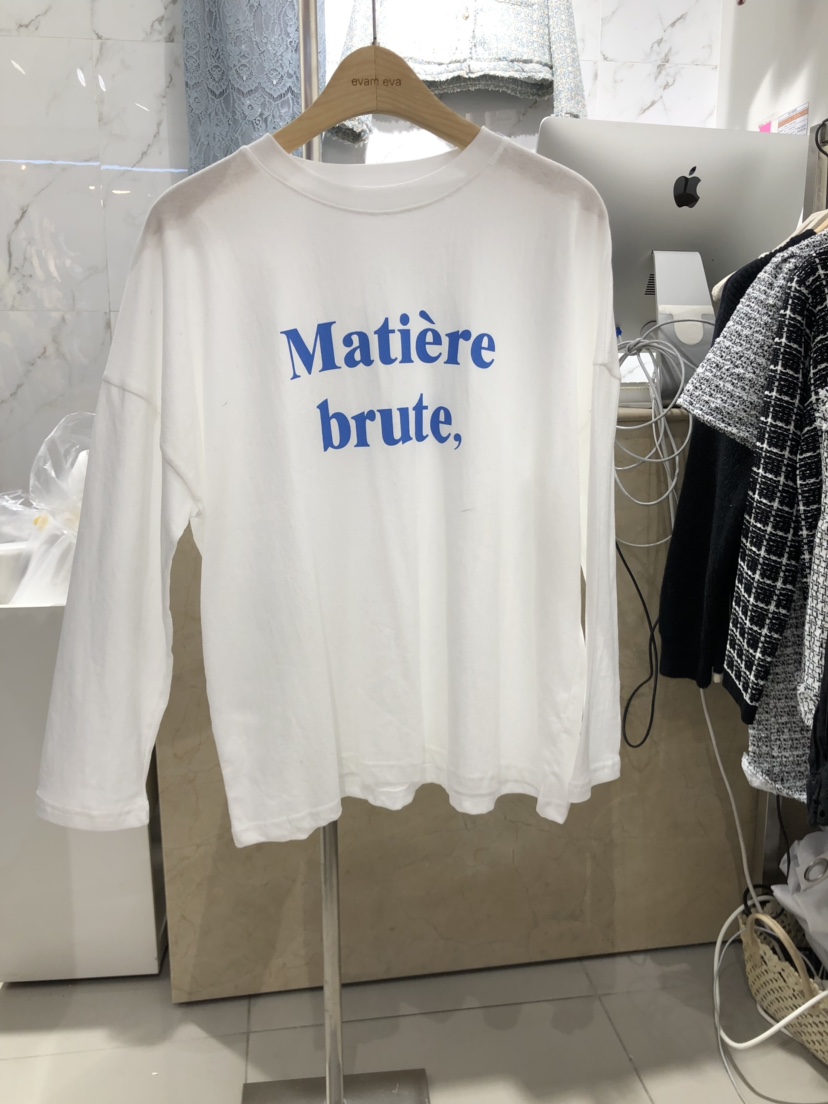 evam eva
Matière
brute,